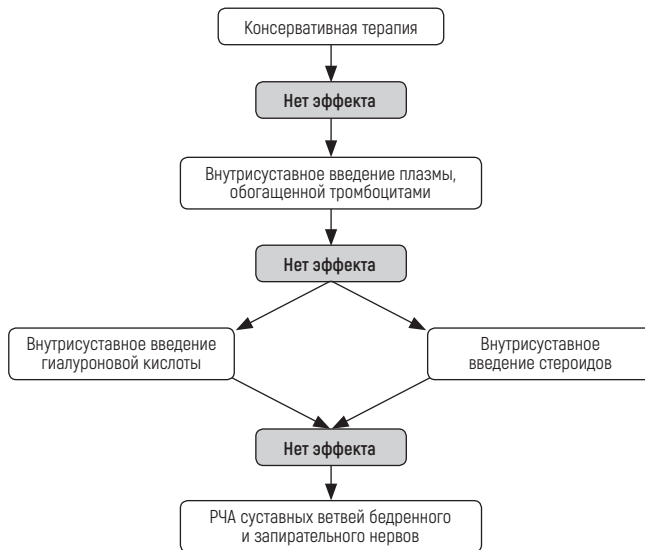 Консервативная терапия
Нет эффекта
Внутрисуставное введение плазмы,
обогащенной тромбоцитами
Нет эффекта
Внутрисуставное введение
гиалуроновой кислоты
Внутрисуставное
введение стероидов
Нет эффекта
РЧА суставных ветвей бедренного
и запирательного нервов